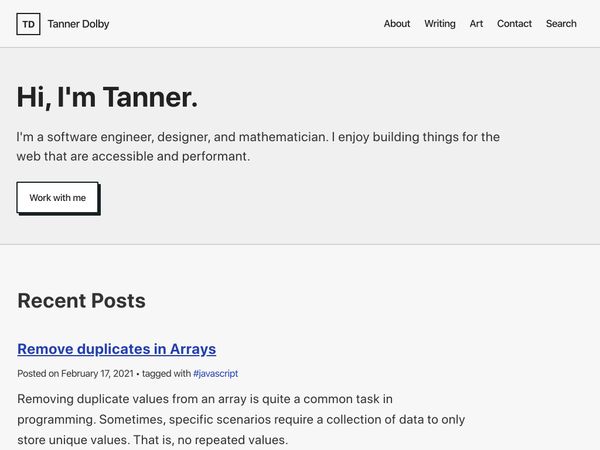 TD Tanner Dolby About Writing Art Contact Search
Hi, I'm Tanner.
I'm a software engineer, designer, and mathematician. I enjoy building things for the
web that are accessible and performant.
Work with me
Recent Posts
Remove duplicates in Arrays
Posted on February 17, 2021 • tagged with #javascript
Removing duplicate values from an array is quite a common task in
programming. Sometimes, specific scenarios require a collection of data to only
store unique values. That is, no repeated values.